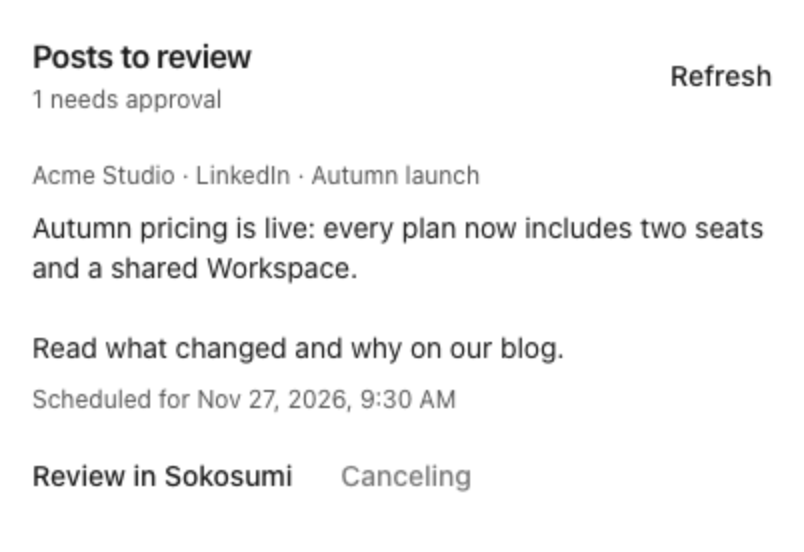 Posts to review
1 needs approval
Refresh
Acme Studio · LinkedIn · Autumn launch
Autumn pricing is live: every plan now includes two seats
and a shared Workspace.
Read what changed and why on our blog.
Scheduled for Nov 27, 2026, 9:30 AM
Review in Sokosumi
Canceling